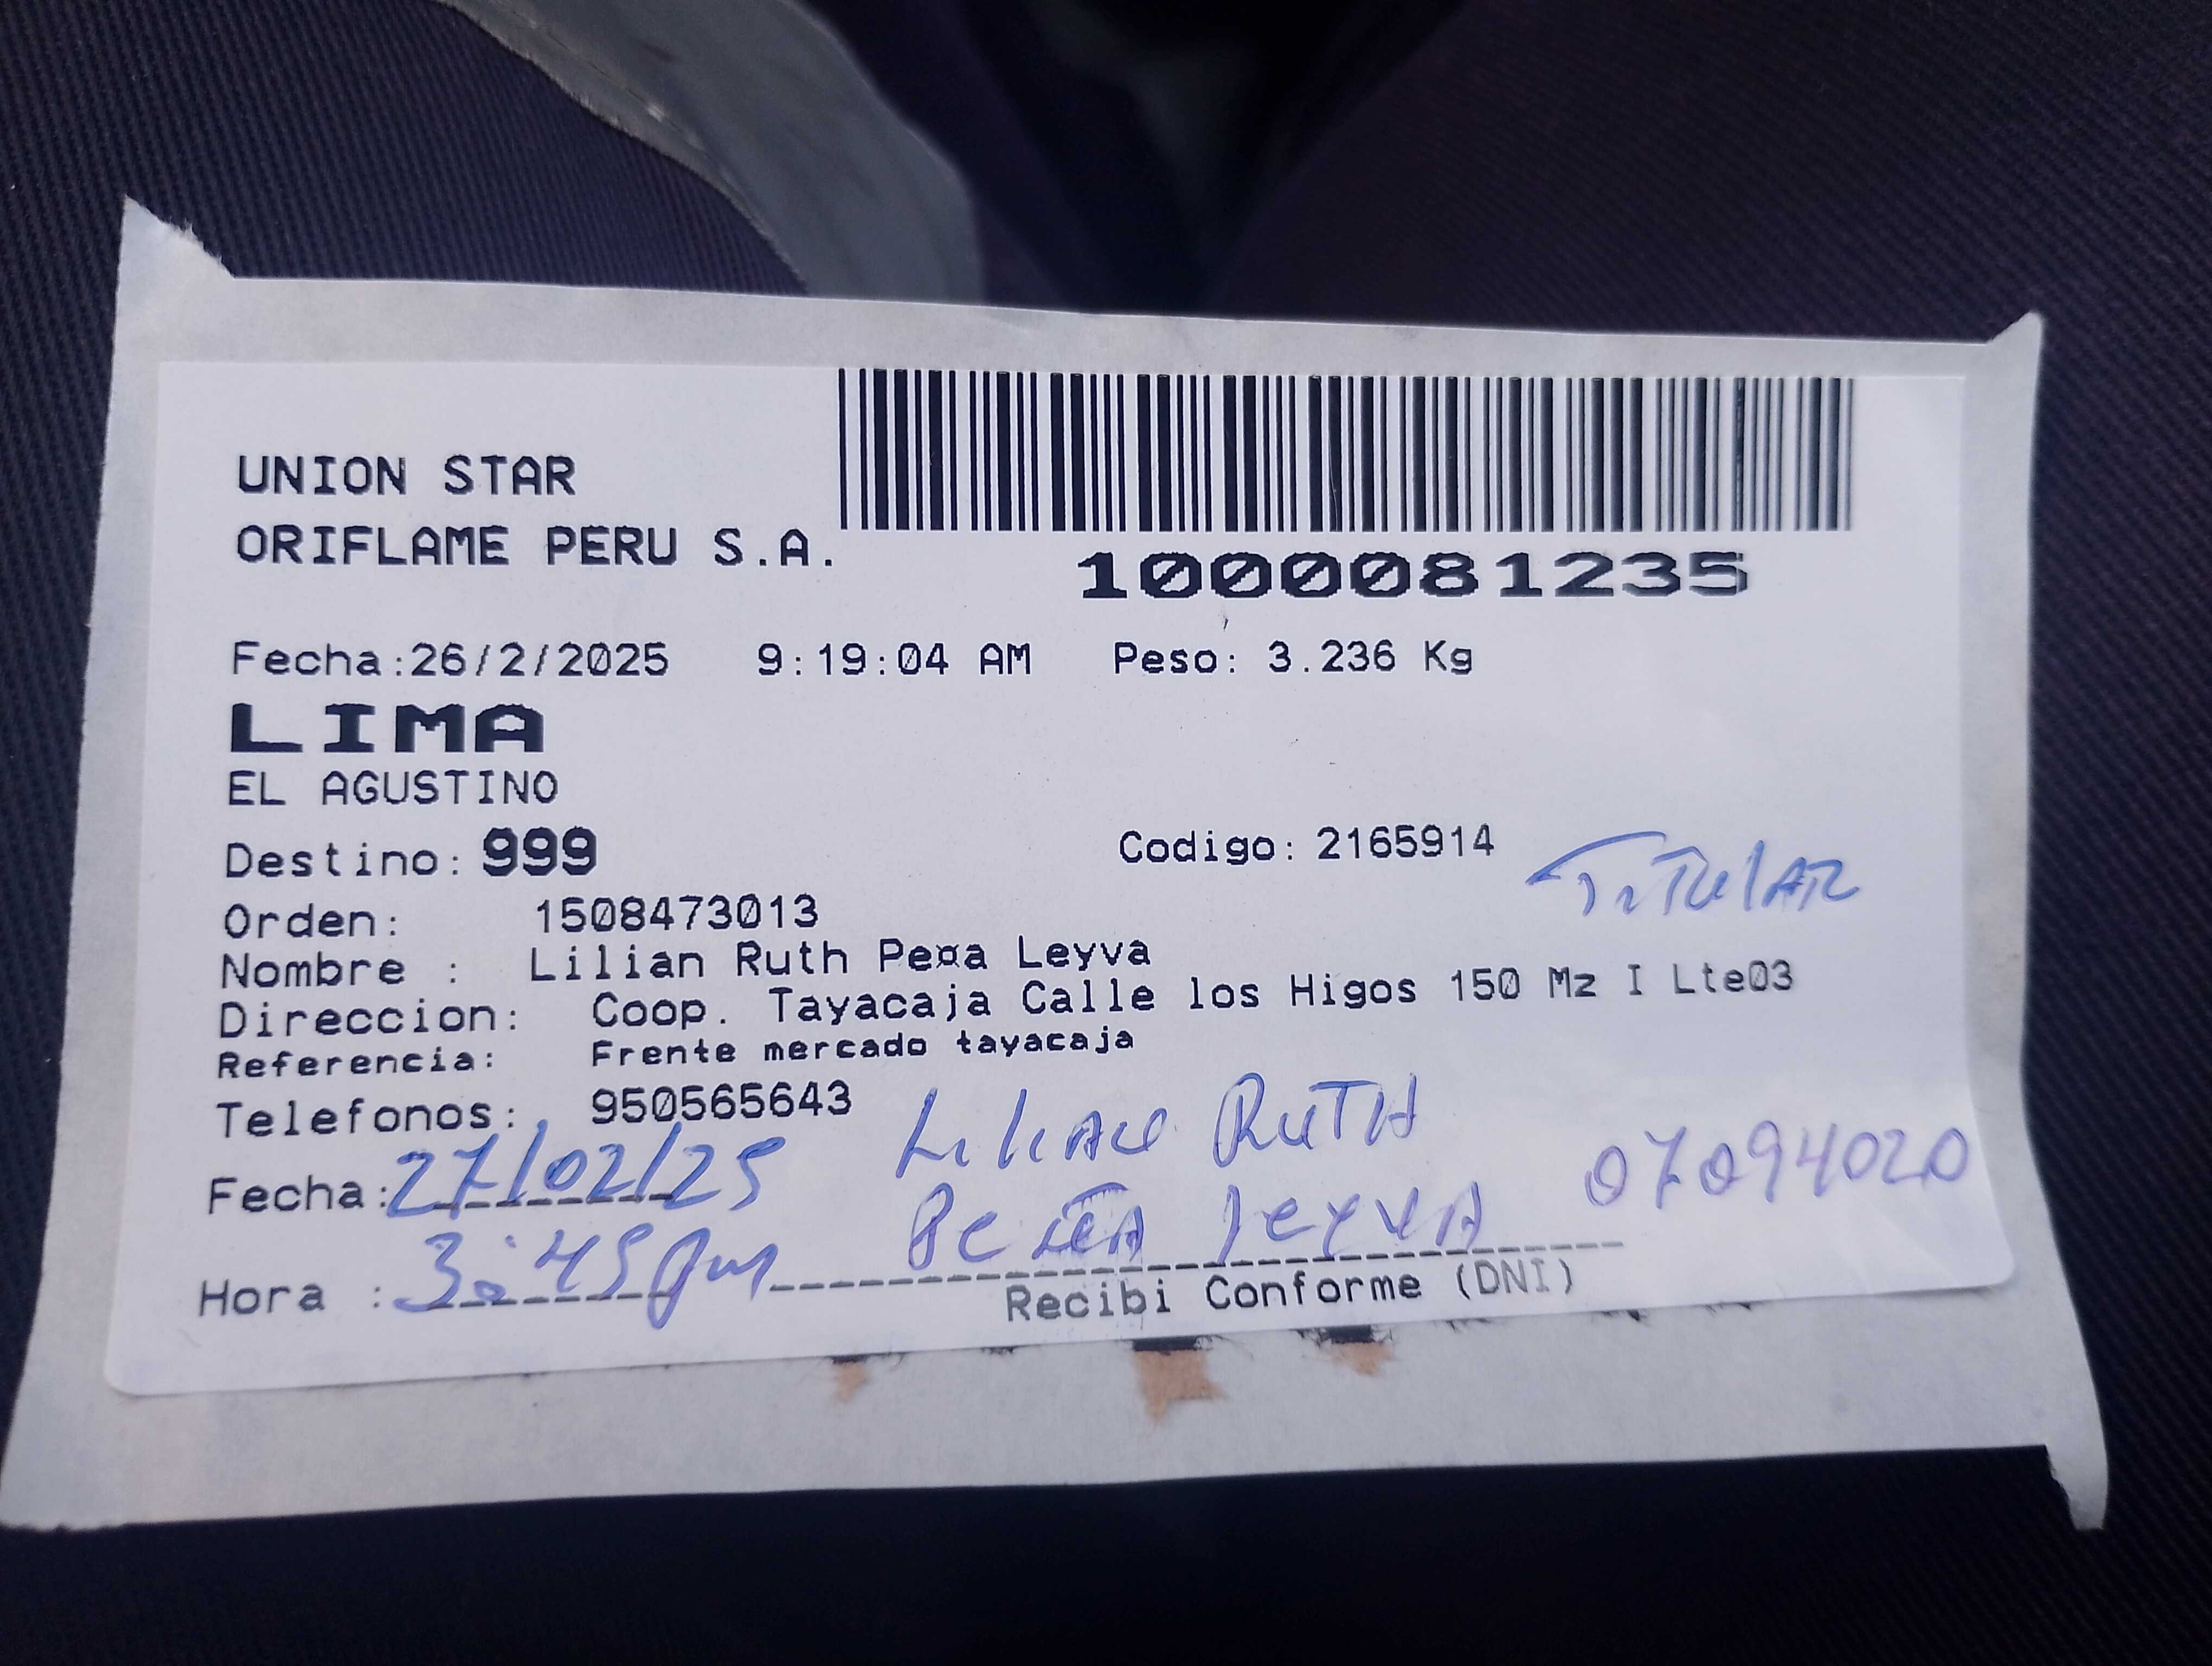 UNION STAR
ORIFLAME PERU S.A.
1000081235
Fecha:26/2/2025 9:19:04 AM Peso: 3.236 Kg
LIMA
EL AGUSTINO
Destino: 999 Codigo: 2165914
TITULAR
Orden: 1508473013
Nombre : Lilian Ruth Pe¤a Leyva
Direccion: Coop. Tayacaja Calle los Higos 150 Mz I Lte03
Referencia: Frente mercado tayacaja
Telefonos: 950565643
LILIAN RUTH
Fecha: 27/02/25
PEÑA LEYVA 07094020
Hora : 3:45 pm
Recibi Conforme (DNI)